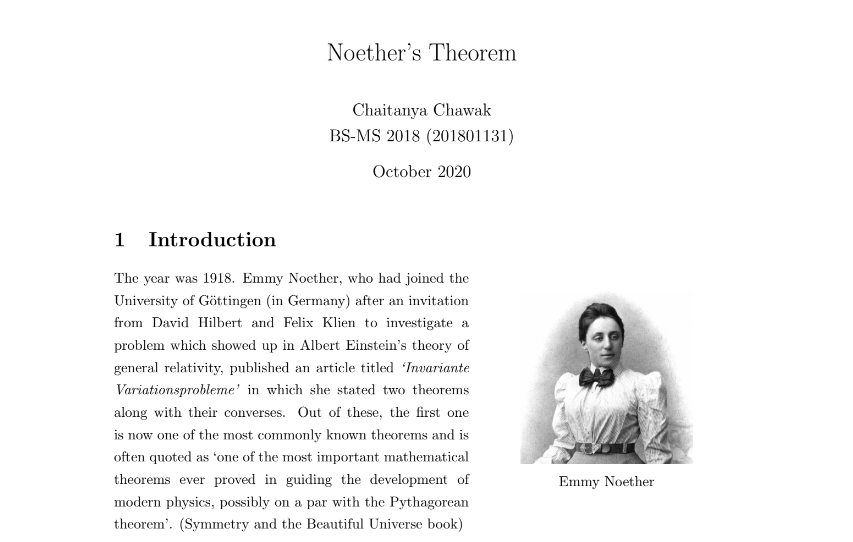 Noether's Theorem
Chaitanya Chawak
BS-MS 2018 (201801131)
October 2020
1 Introduction
The year was 1918. Emmy Noether, who had joined the
University of Göttingen (in Germany) after an invitation
from David Hilbert and Felix Klien to investigate a
problem which showed up in Albert Einstein's theory of
general relativity, published an article titled ‘Invariante
Variationsprobleme’ in which she stated two theorems
along with their converses. Out of these, the first one
is now one of the most commonly known theorems and is
often quoted as ‘one of the most important mathematical
theorems ever proved in guiding the development of
modern physics, possibly on a par with the Pythagorean
theorem’. (Symmetry and the Beautiful Universe book)
Emmy Noether